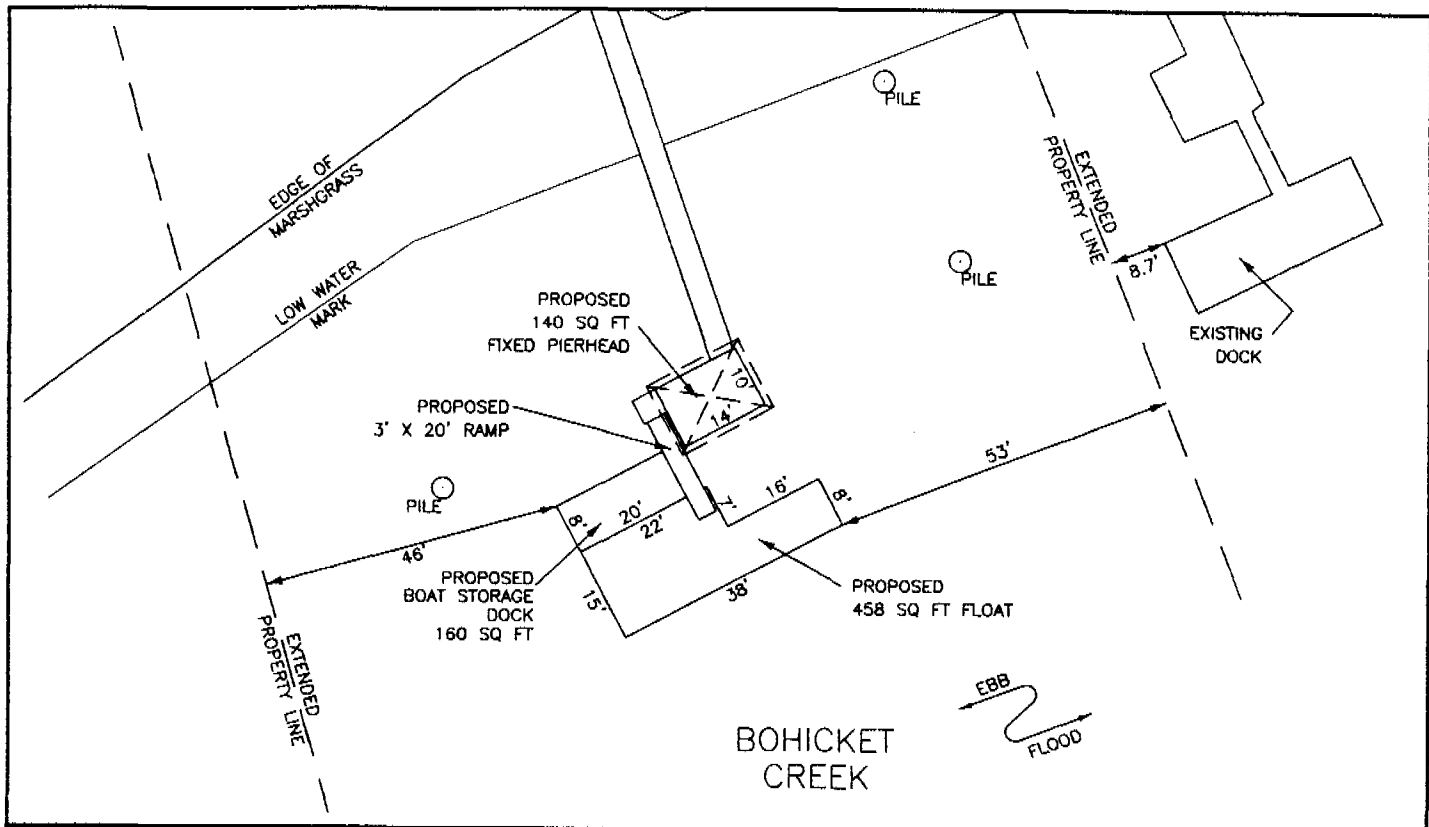 PILE
EDGE OF
MARSHGRASS
EXTENDED
PROPERTY LINE
LOW WATER
MARK
PILE
8.7'
PROPOSED
140 SQ FT
FIXED PIERHEAD
EXISTING
DOCK
10'
14'
PROPOSED
3' X 20' RAMP
53'
PILE
16'
8'
7'
8'
20'
22'
46'
PROPOSED
BOAT STORAGE
DOCK
160 SQ FT
15'
38'
PROPOSED
458 SQ FT FLOAT
EXTENDED
PROPERTY LINE
EBB
FLOOD
BOHICKET
CREEK